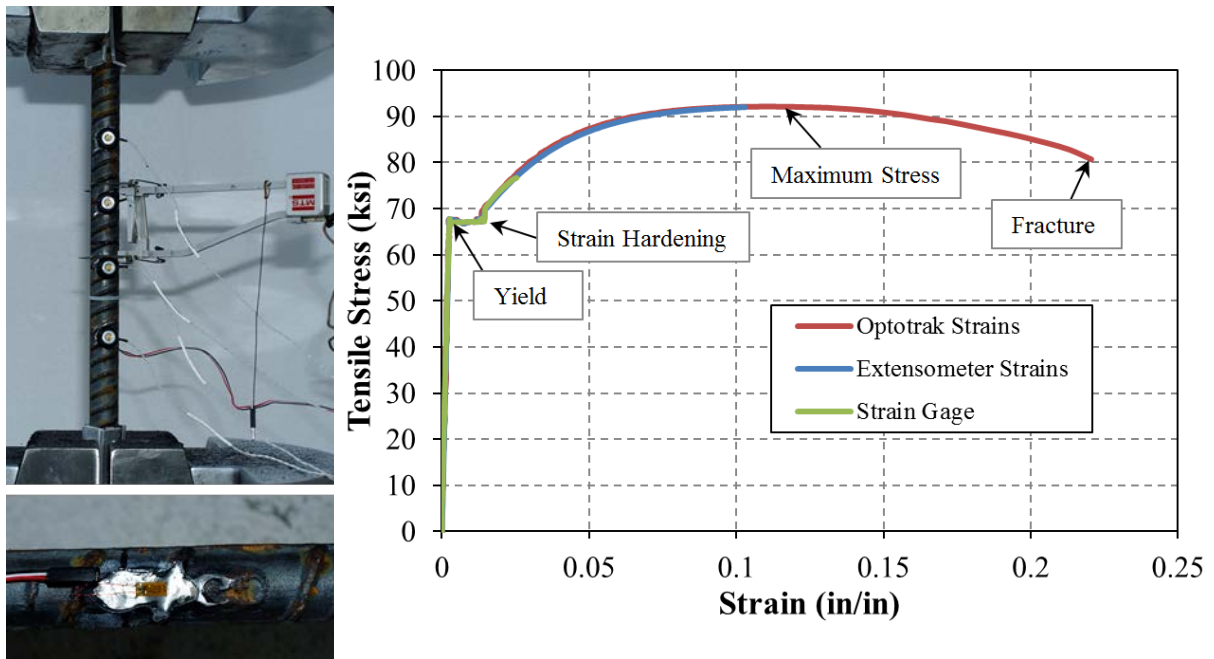 MTS
100
90
80
70
60
50
40
30
20
10
0
Tensile Stress (ksi)
0
0.05
0.1
0.15
0.2
0.25
Strain (in/in)
Maximum Stress
Fracture
Strain Hardening
Yield
Optotrak Strains
Extensometer Strains
Strain Gage